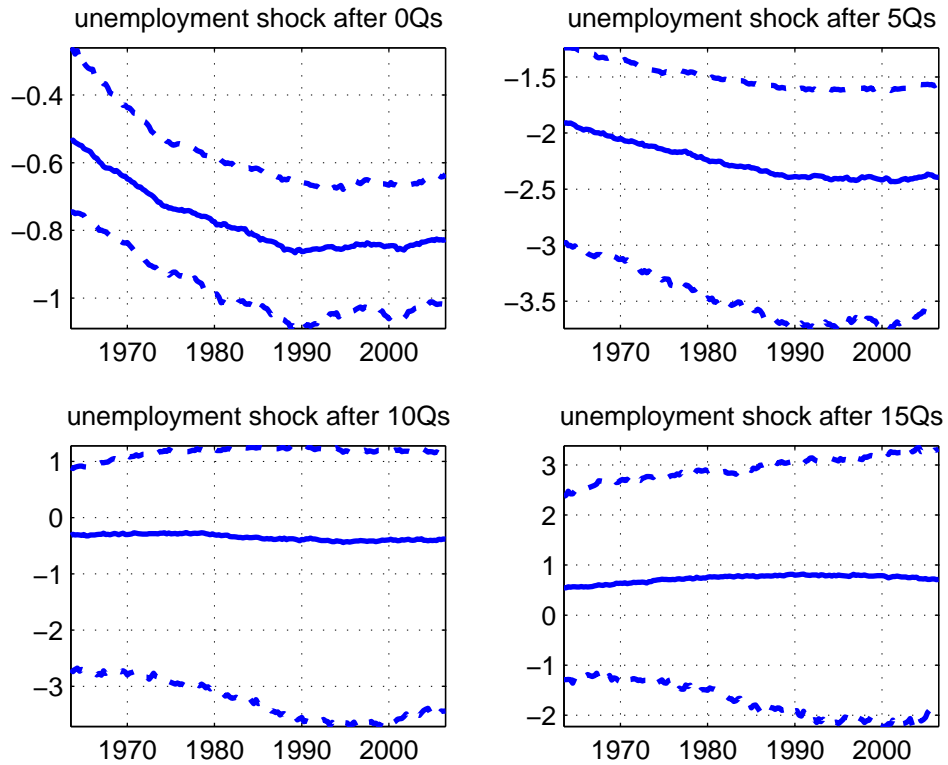 unemployment shock after 0Qs
−0.4
−0.6
−0.8
−1
1970 1980 1990 2000
unemployment shock after 5Qs
−1.5
−2
−2.5
−3
−3.5
1970 1980 1990 2000
unemployment shock after 10Qs
1
0
−1
−2
−3
1970 1980 1990 2000
unemployment shock after 15Qs
3
2
1
0
−1
−2
1970 1980 1990 2000